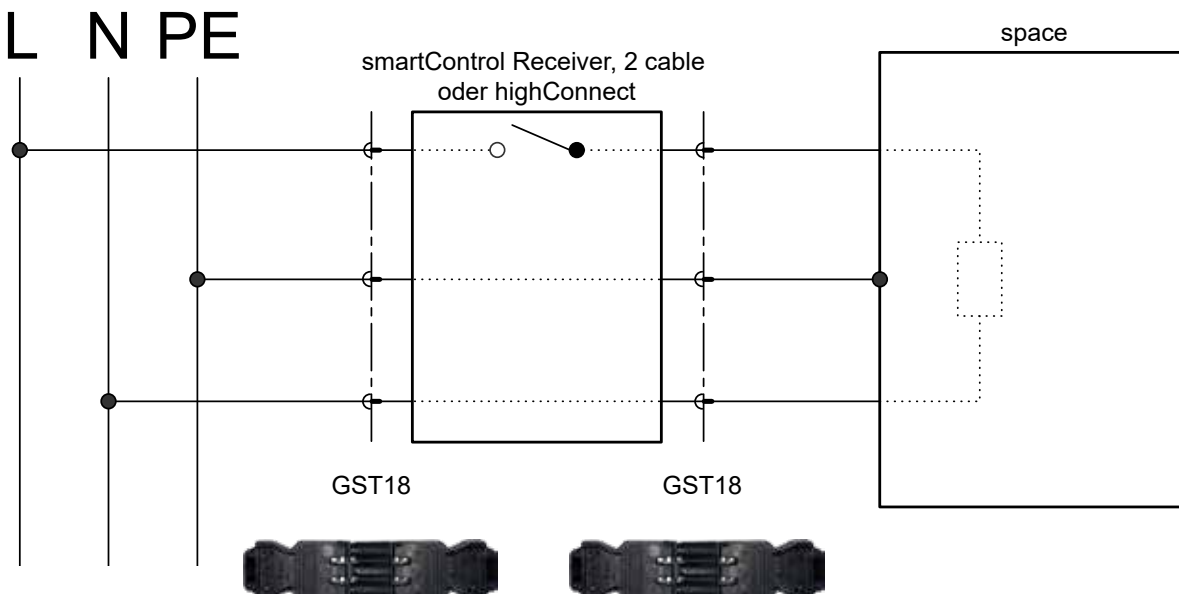 L N PE
space
smartControl Receiver, 2 cable
oder highConnect
GST18 GST18